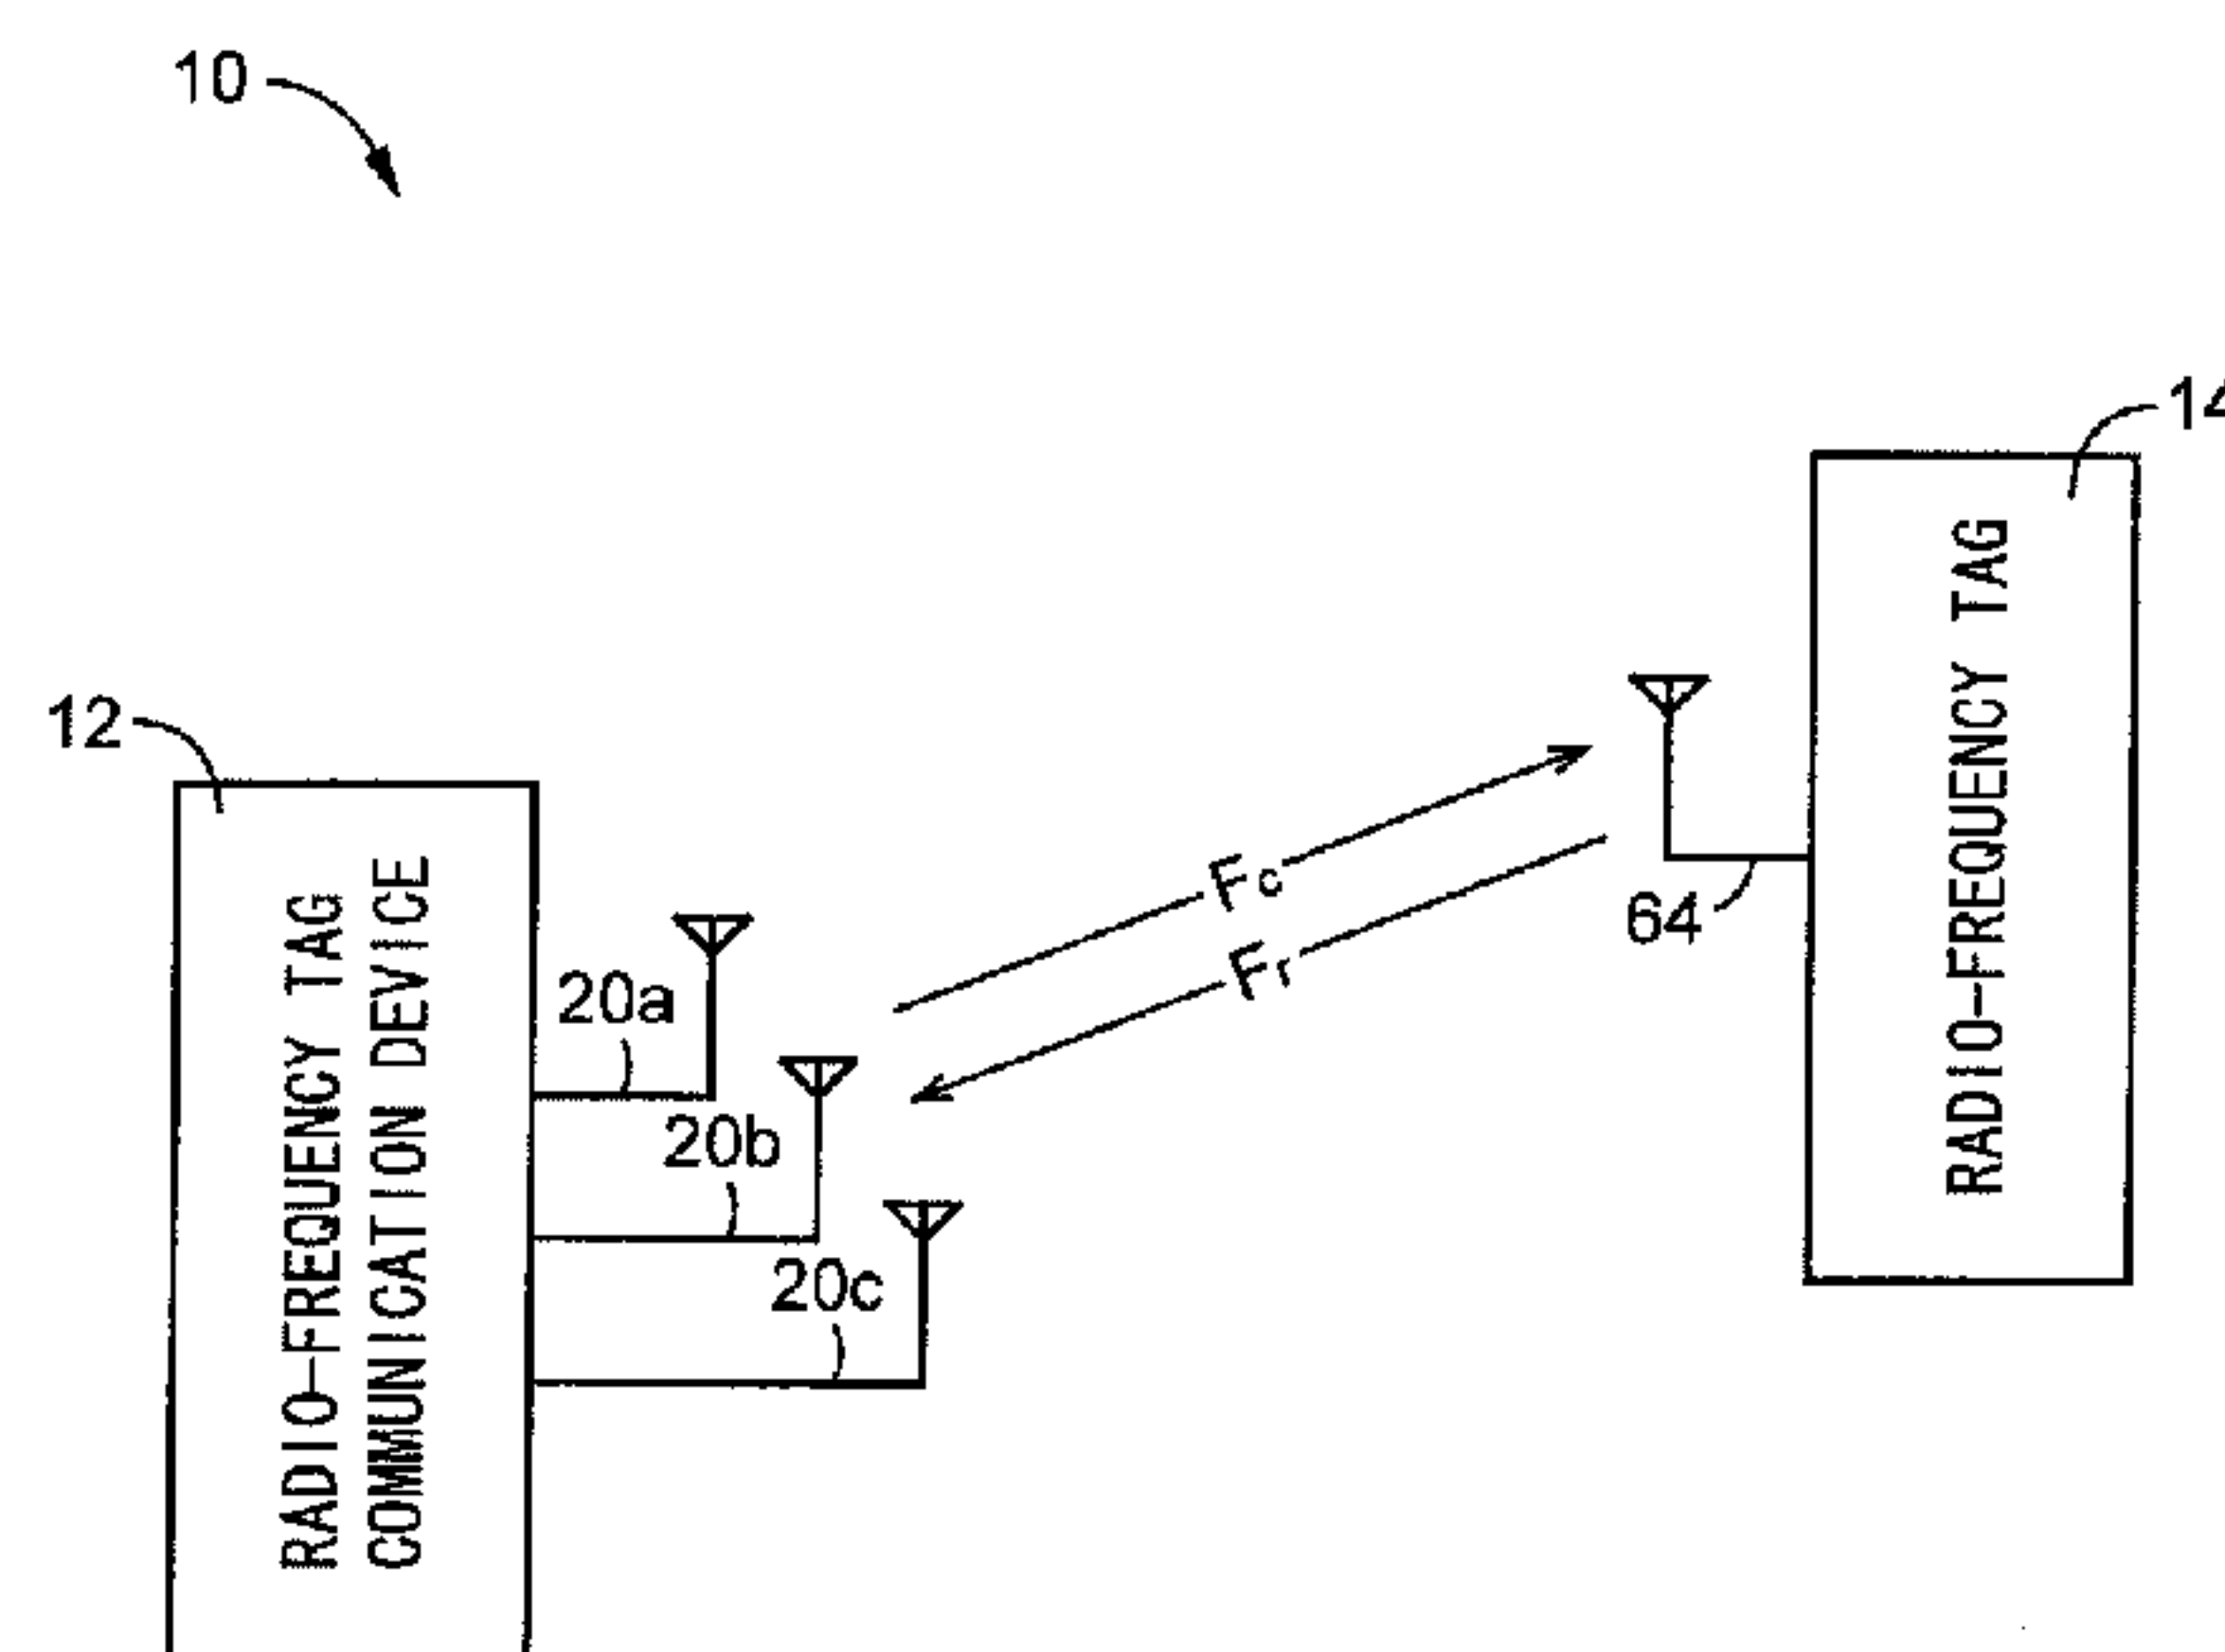 10
14
12
RADIO-FREQUENCY TAG
COMMUNICATION DEVICE
20a
20b
20c
Fc
Fr
64
RADIO-FREQUENCY TAG